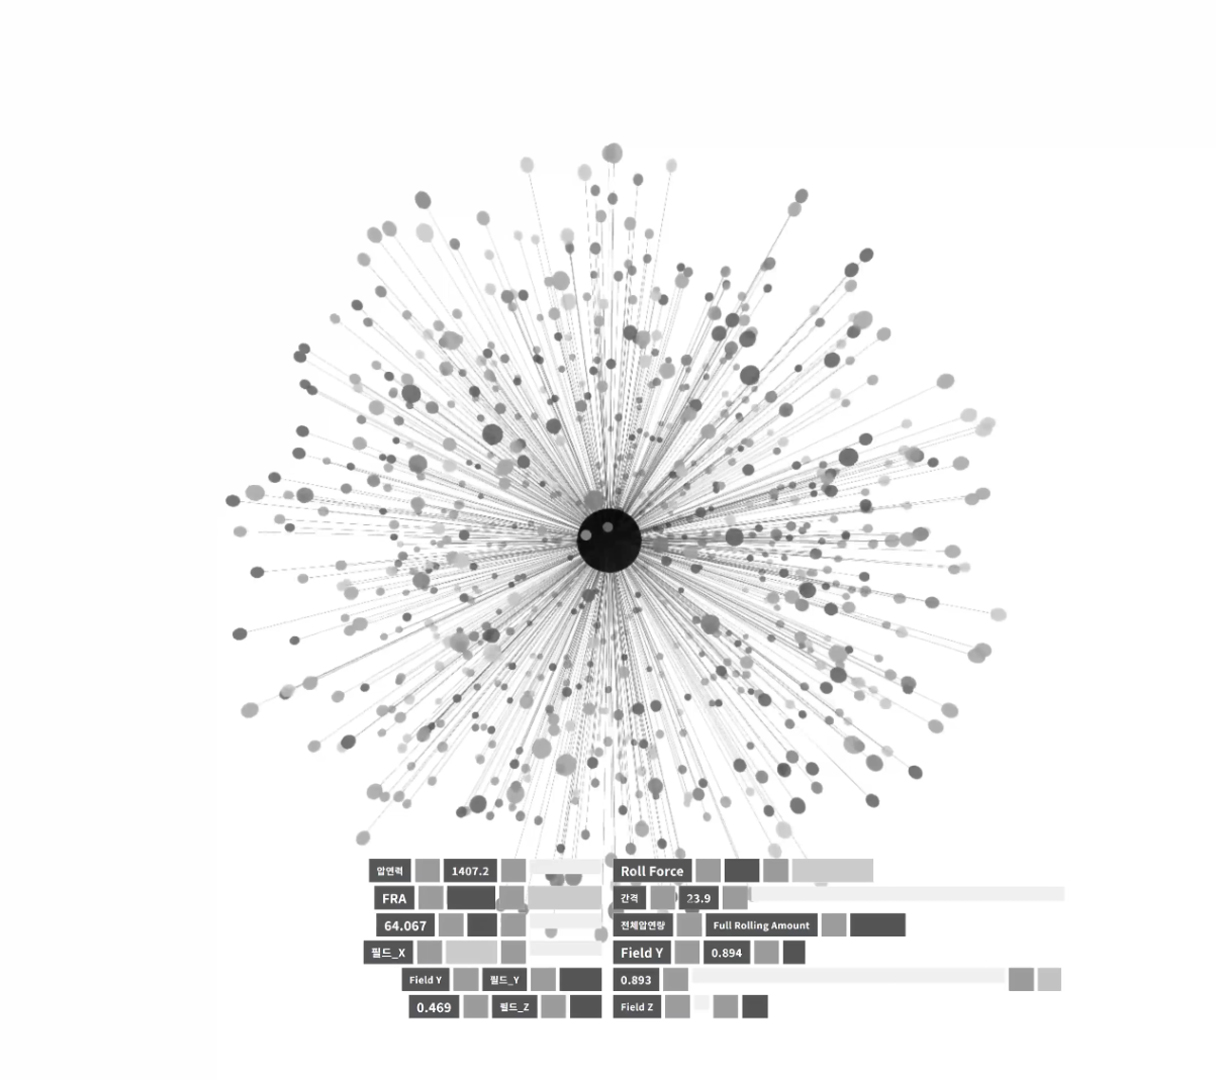 압연력 1407.2 Roll Force
FRA 간격 23.9
64.067 전체압연량 Full Rolling Amount
필드_X Field Y 0.894
Field Y 필드_Y 0.893
0.469 필드_Z Field Z